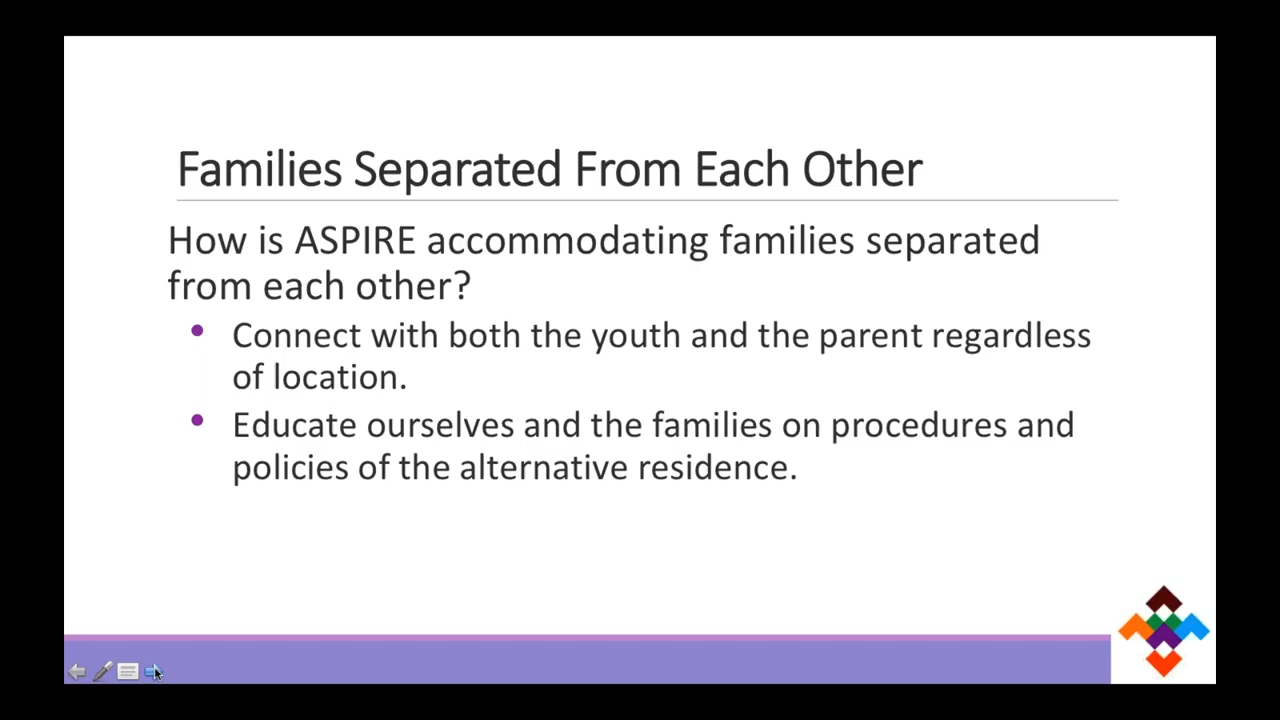 Families Separated From Each Other
How is ASPIRE accommodating families separated
from each other?
• Connect with both the youth and the parent regardless
of location.
• Educate ourselves and the families on procedures and
policies of the alternative residence.